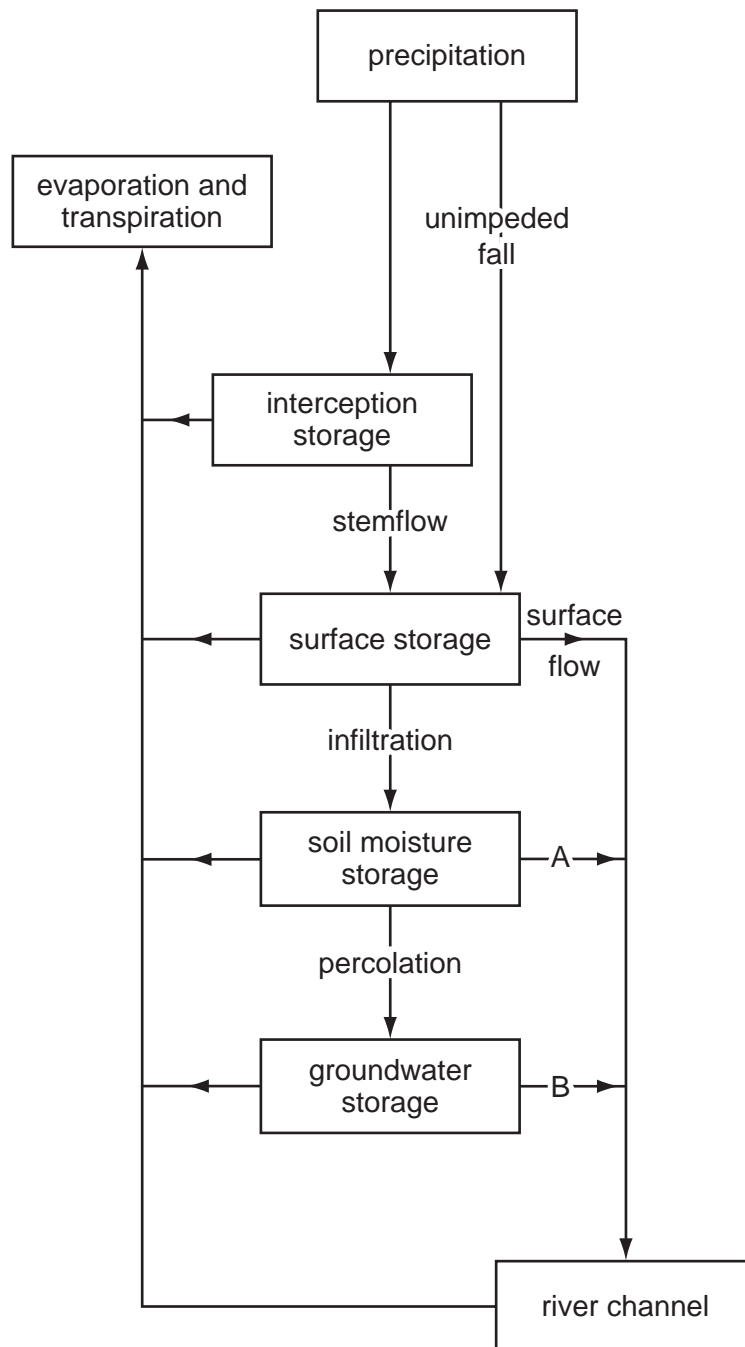 precipitation
evaporation and
transpiration
unimpeded
fall
interception
storage
stemflow
surface storage
surface
flow
infiltration
soil moisture
storage
A
percolation
groundwater
storage
B
river channel